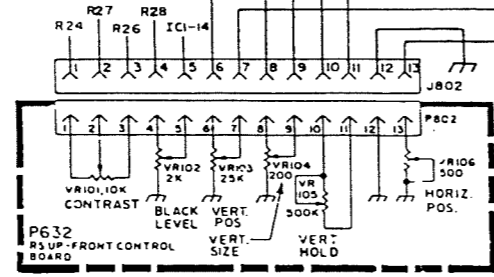 R24 R27 R26 R28 IC1-14
1 2 3 4 5 6 7 8 9 10 11 12 13
J802
P802
1 2 3 4 5 6 7 8 9 10 11 12 13
VR101,10K
CONTRAST
VR102
2K
BLACK
LEVEL
VR103
25K
VERT.
POS
VR104
200
VERT.
SIZE
VR
105
500K
VERT
HOLD
VR106
500
HORIZ.
POS.
P632
RS UP-FRONT CONTROL
BOARD